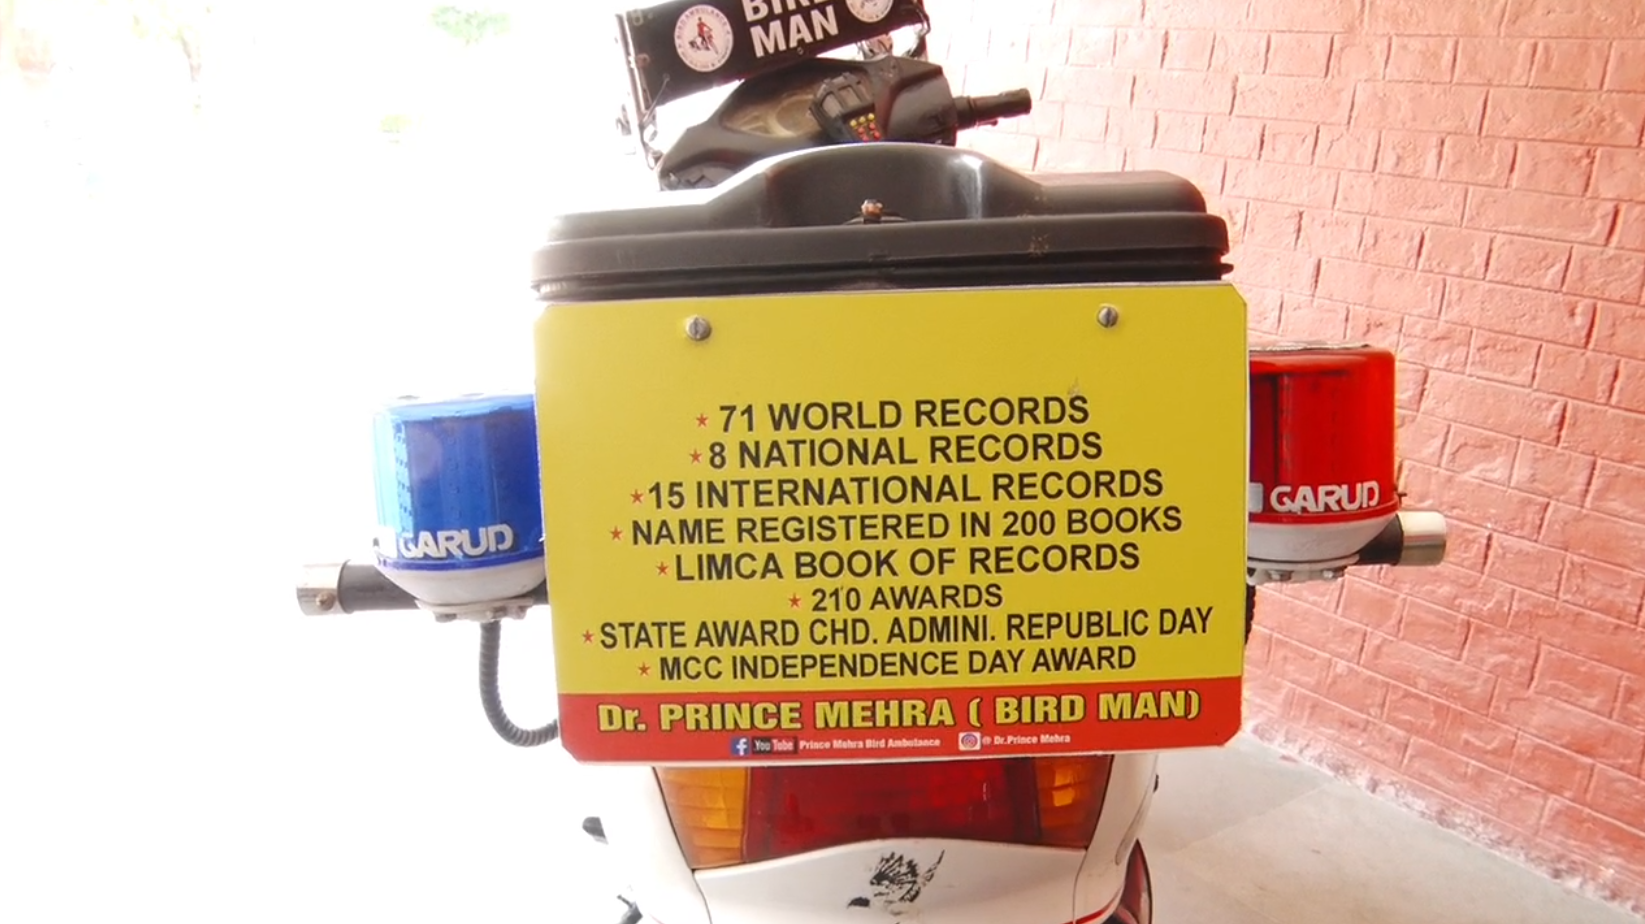 BIRD
MAN
★ 71 WORLD RECORDS
★ 8 NATIONAL RECORDS
★ 15 INTERNATIONAL RECORDS
★ NAME REGISTERED IN 200 BOOKS
★ LIMCA BOOK OF RECORDS
★ 210 AWARDS
★ STATE AWARD CHD. ADMINI. REPUBLIC DAY
★ MCC INDEPENDENCE DAY AWARD
Dr. PRINCE MEHRA ( BIRD MAN)
f YouTube Prince Mehra Bird Ambulance @ Dr.Prince Mehra
GARUD
GARUD